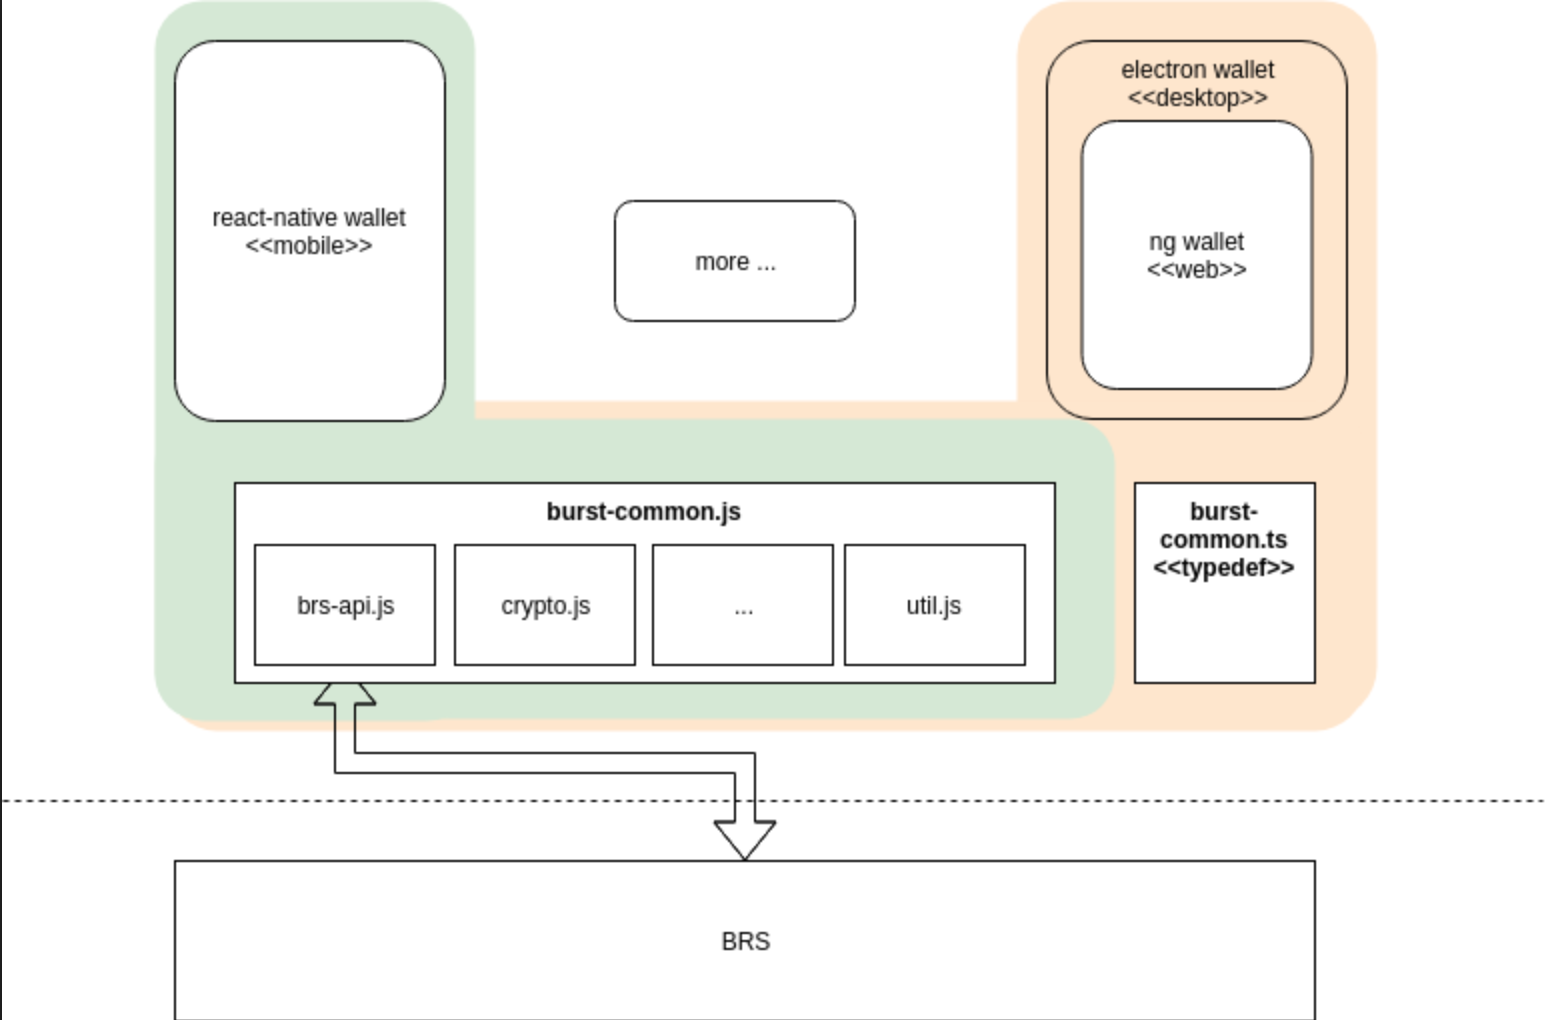 electron wallet
<<desktop>>
react-native wallet
<<mobile>>
more ...
ng wallet
<<web>>
burst-common.js
brs-api.js
crypto.js
...
util.js
burst-
common.ts
<<typedef>>
BRS